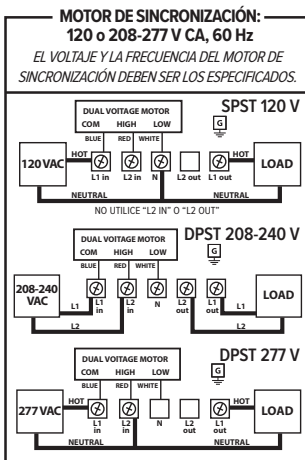 MOTOR DE SINCRONIZACIÓN:
120 o 208-277 V CA, 60 Hz
EL VOLTAJE Y LA FRECUENCIA DEL MOTOR DE
SINCRONIZACIÓN DEBEN SER LOS ESPECIFICADOS.
SPST 120 V
DUAL VOLTAGE MOTOR
COM HIGH LOW
BLUE RED WHITE
G
120 VAC HOT HOT LOAD
L1 in L2 in N L2 out L1 out
NEUTRAL NEUTRAL
NO UTILICE “L2 IN” O “L2 OUT”
DPST 208-240 V
DUAL VOLTAGE MOTOR
COM HIGH LOW
BLUE RED WHITE
G
208-240
VAC
L1 L1 in L2 in N L2 out L1 out L1
LOAD
L2 L2
DPST 277 V
DUAL VOLTAGE MOTOR
COM HIGH LOW
BLUE RED WHITE
G
277 VAC HOT HOT LOAD
L1 in L2 in N L2 out L1 out
NEUTRAL NEUTRAL